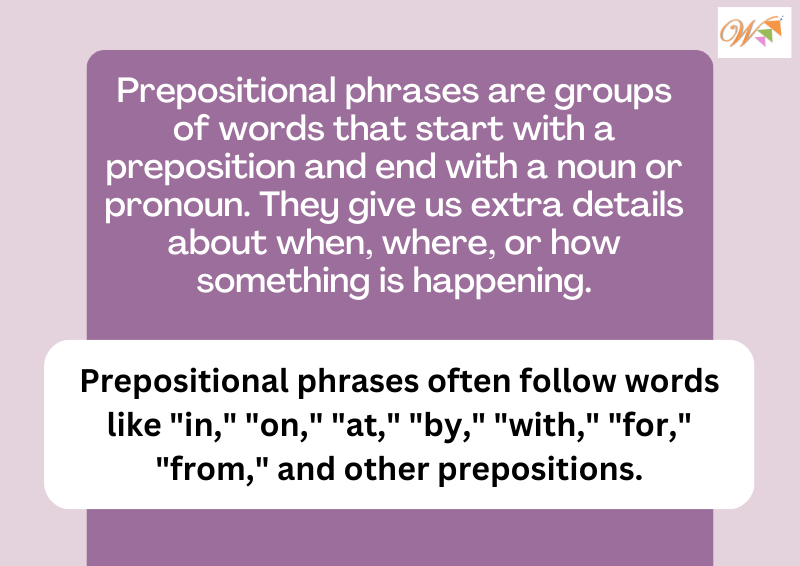 W
Prepositional phrases are groups
of words that start with a
preposition and end with a noun or
pronoun. They give us extra details
about when, where, or how
something is happening.
Prepositional phrases often follow words
like "in," "on," "at," "by," "with," "for,"
"from," and other prepositions.